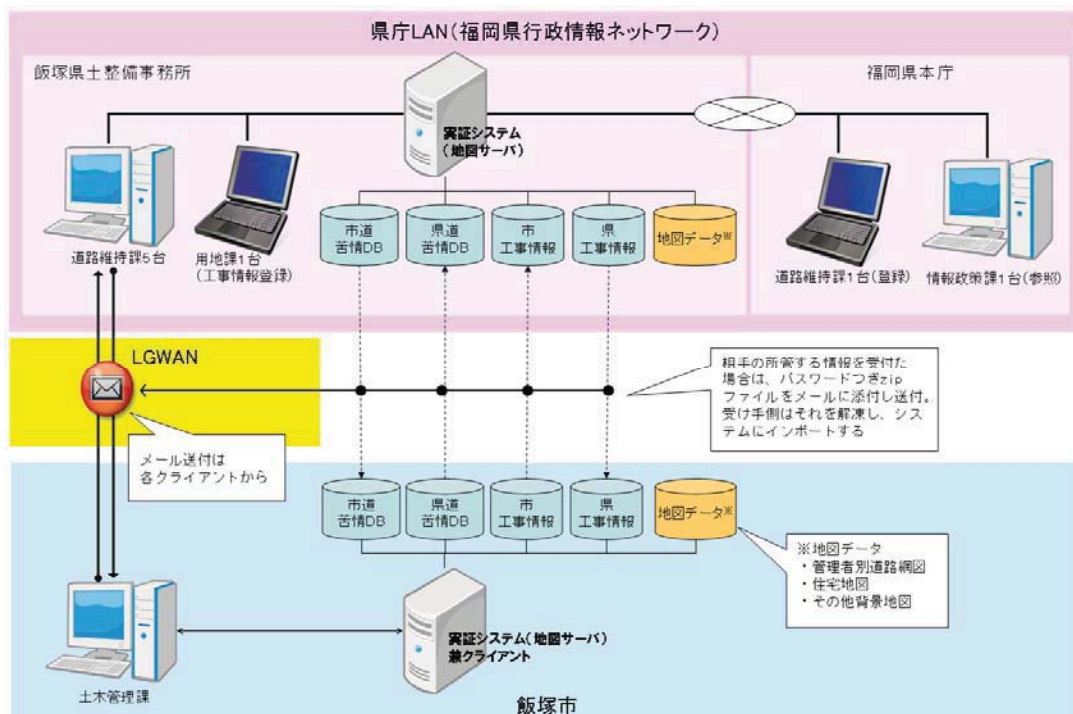 県庁LAN(福岡県行政情報ネットワーク)
飯塚県土整備事務所
福岡県本庁
実証システム
(地図サーバ)
道路維持課5台
用地課1台
(工事情報登録)
市道
苦情DB
県道
苦情DB
市
工事情報
県
工事情報
地図データ※
道路維持課1台(登録)
情報政策課1台(参照)
LGWAN
相手の所管する情報を受付た
場合は、パスワードつきzip
ファイルをメールに添付し送付。
受け手側はそれを解凍し、シス
テムにインポートする
メール送付は
各クライアントから
市道
苦情DB
県道
苦情DB
市
工事情報
県
工事情報
地図データ※
※地図データ
・管理者別道路網図
・住宅地図
・その他背景地図
実証システム(地図サーバ)
兼クライアント
土木管理課
飯塚市